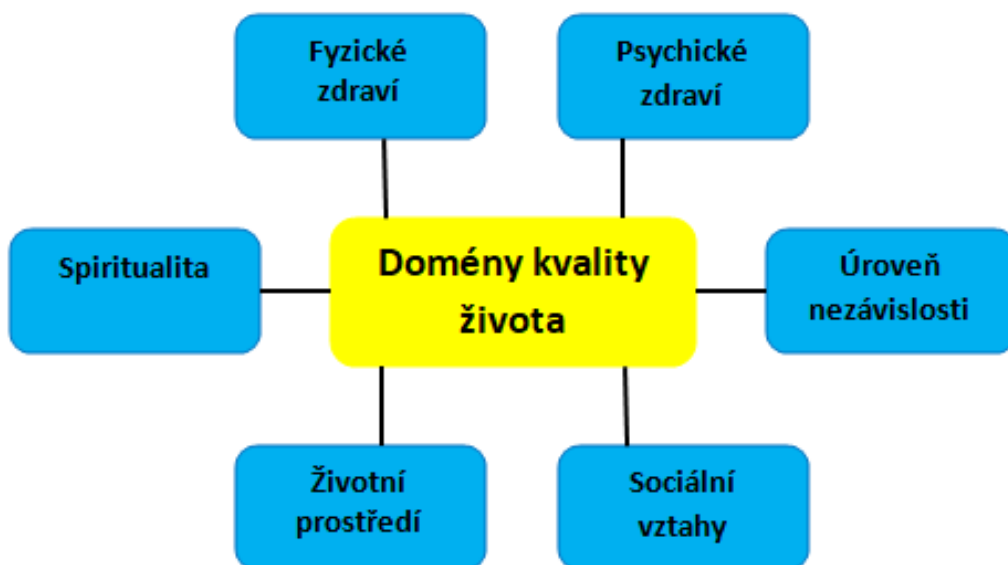 Fyzické
zdraví
Psychické
zdraví
Spiritualita
Domény kvality
života
Úroveň
nezávislosti
Životní
prostředí
Sociální
vztahy